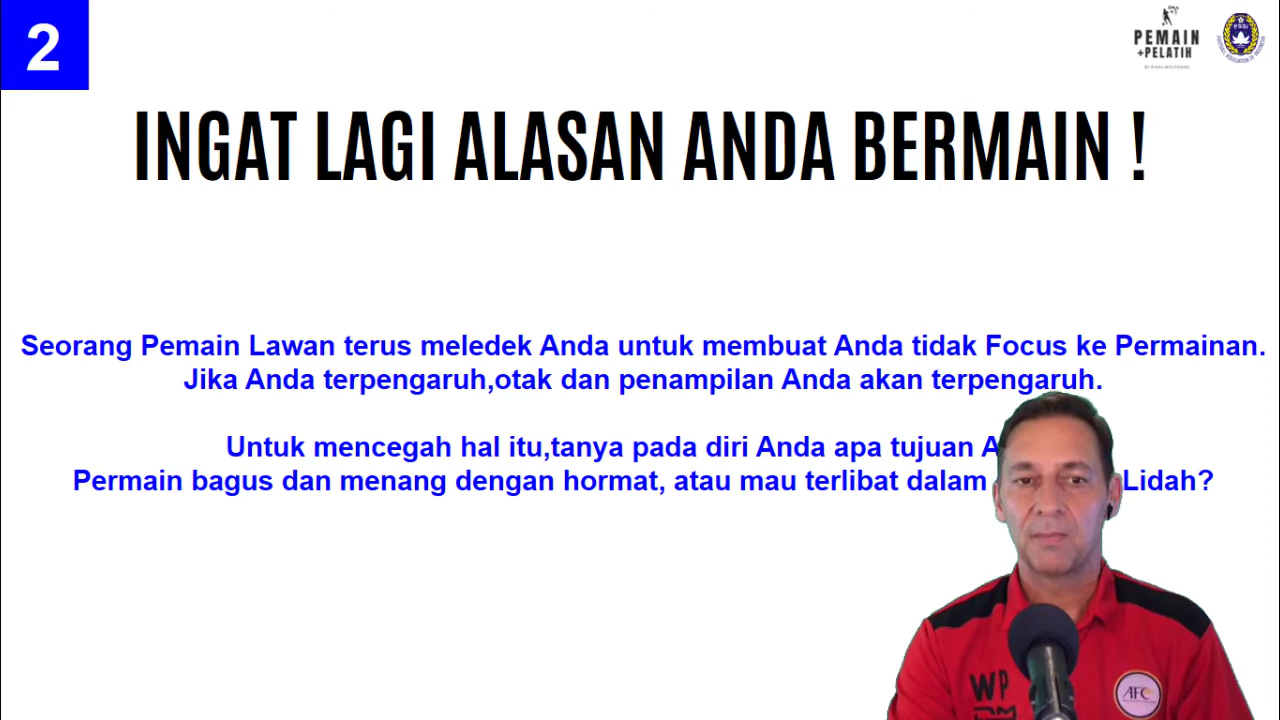 2
PEMAIN
+PELATIH
PSSI
INGAT LAGI ALASAN ANDA BERMAIN !
Seorang Pemain Lawan terus meledek Anda untuk membuat Anda tidak Focus ke Permainan.
Jika Anda terpengaruh,otak dan penampilan Anda akan terpengaruh.
Untuk mencegah hal itu,tanya pada diri Anda apa tujuan
Permain bagus dan menang dengan hormat, atau mau terlibat dalam Lidah?
WP
AFC